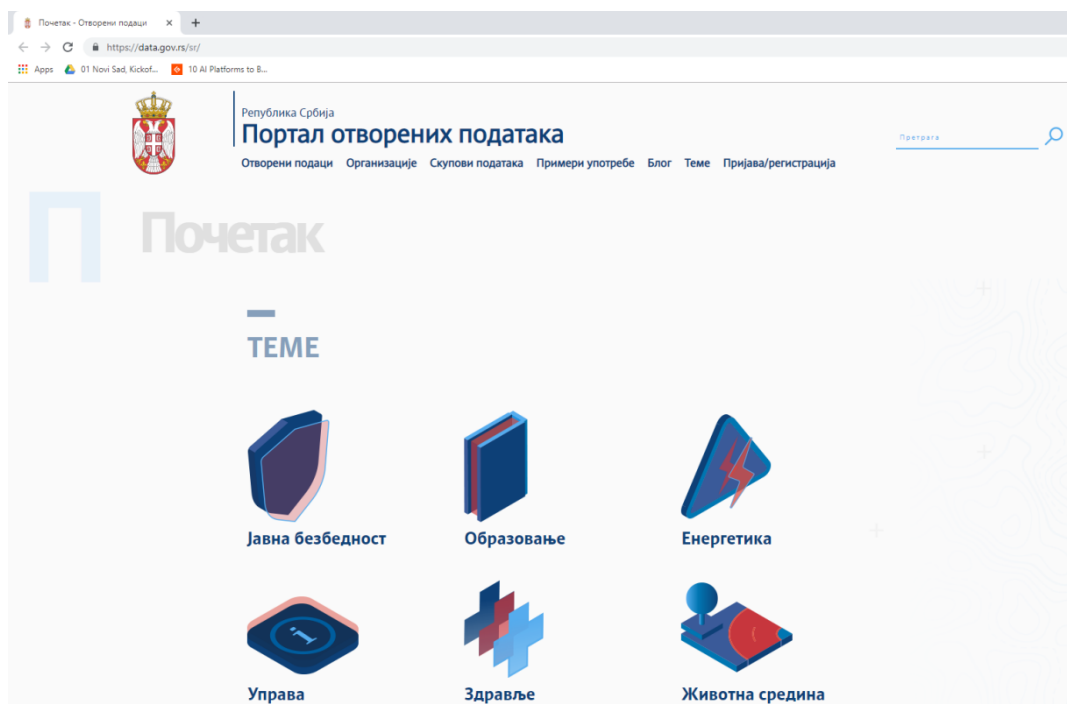 Почетак - Отворени подаци
https://data.gov.rs/sr/
Apps 01 Novi Sad, Kickof... 10 AI Platforms to B...
Република Србија
Портал отворених података
Претрага
Отворени подаци Организације Скупови података Примери употребе Блог Теме Пријава/регистрација
П
Почетак
ТЕМЕ
Јавна безбедност Образовање Енергетика
Управа Здравље Животна средина